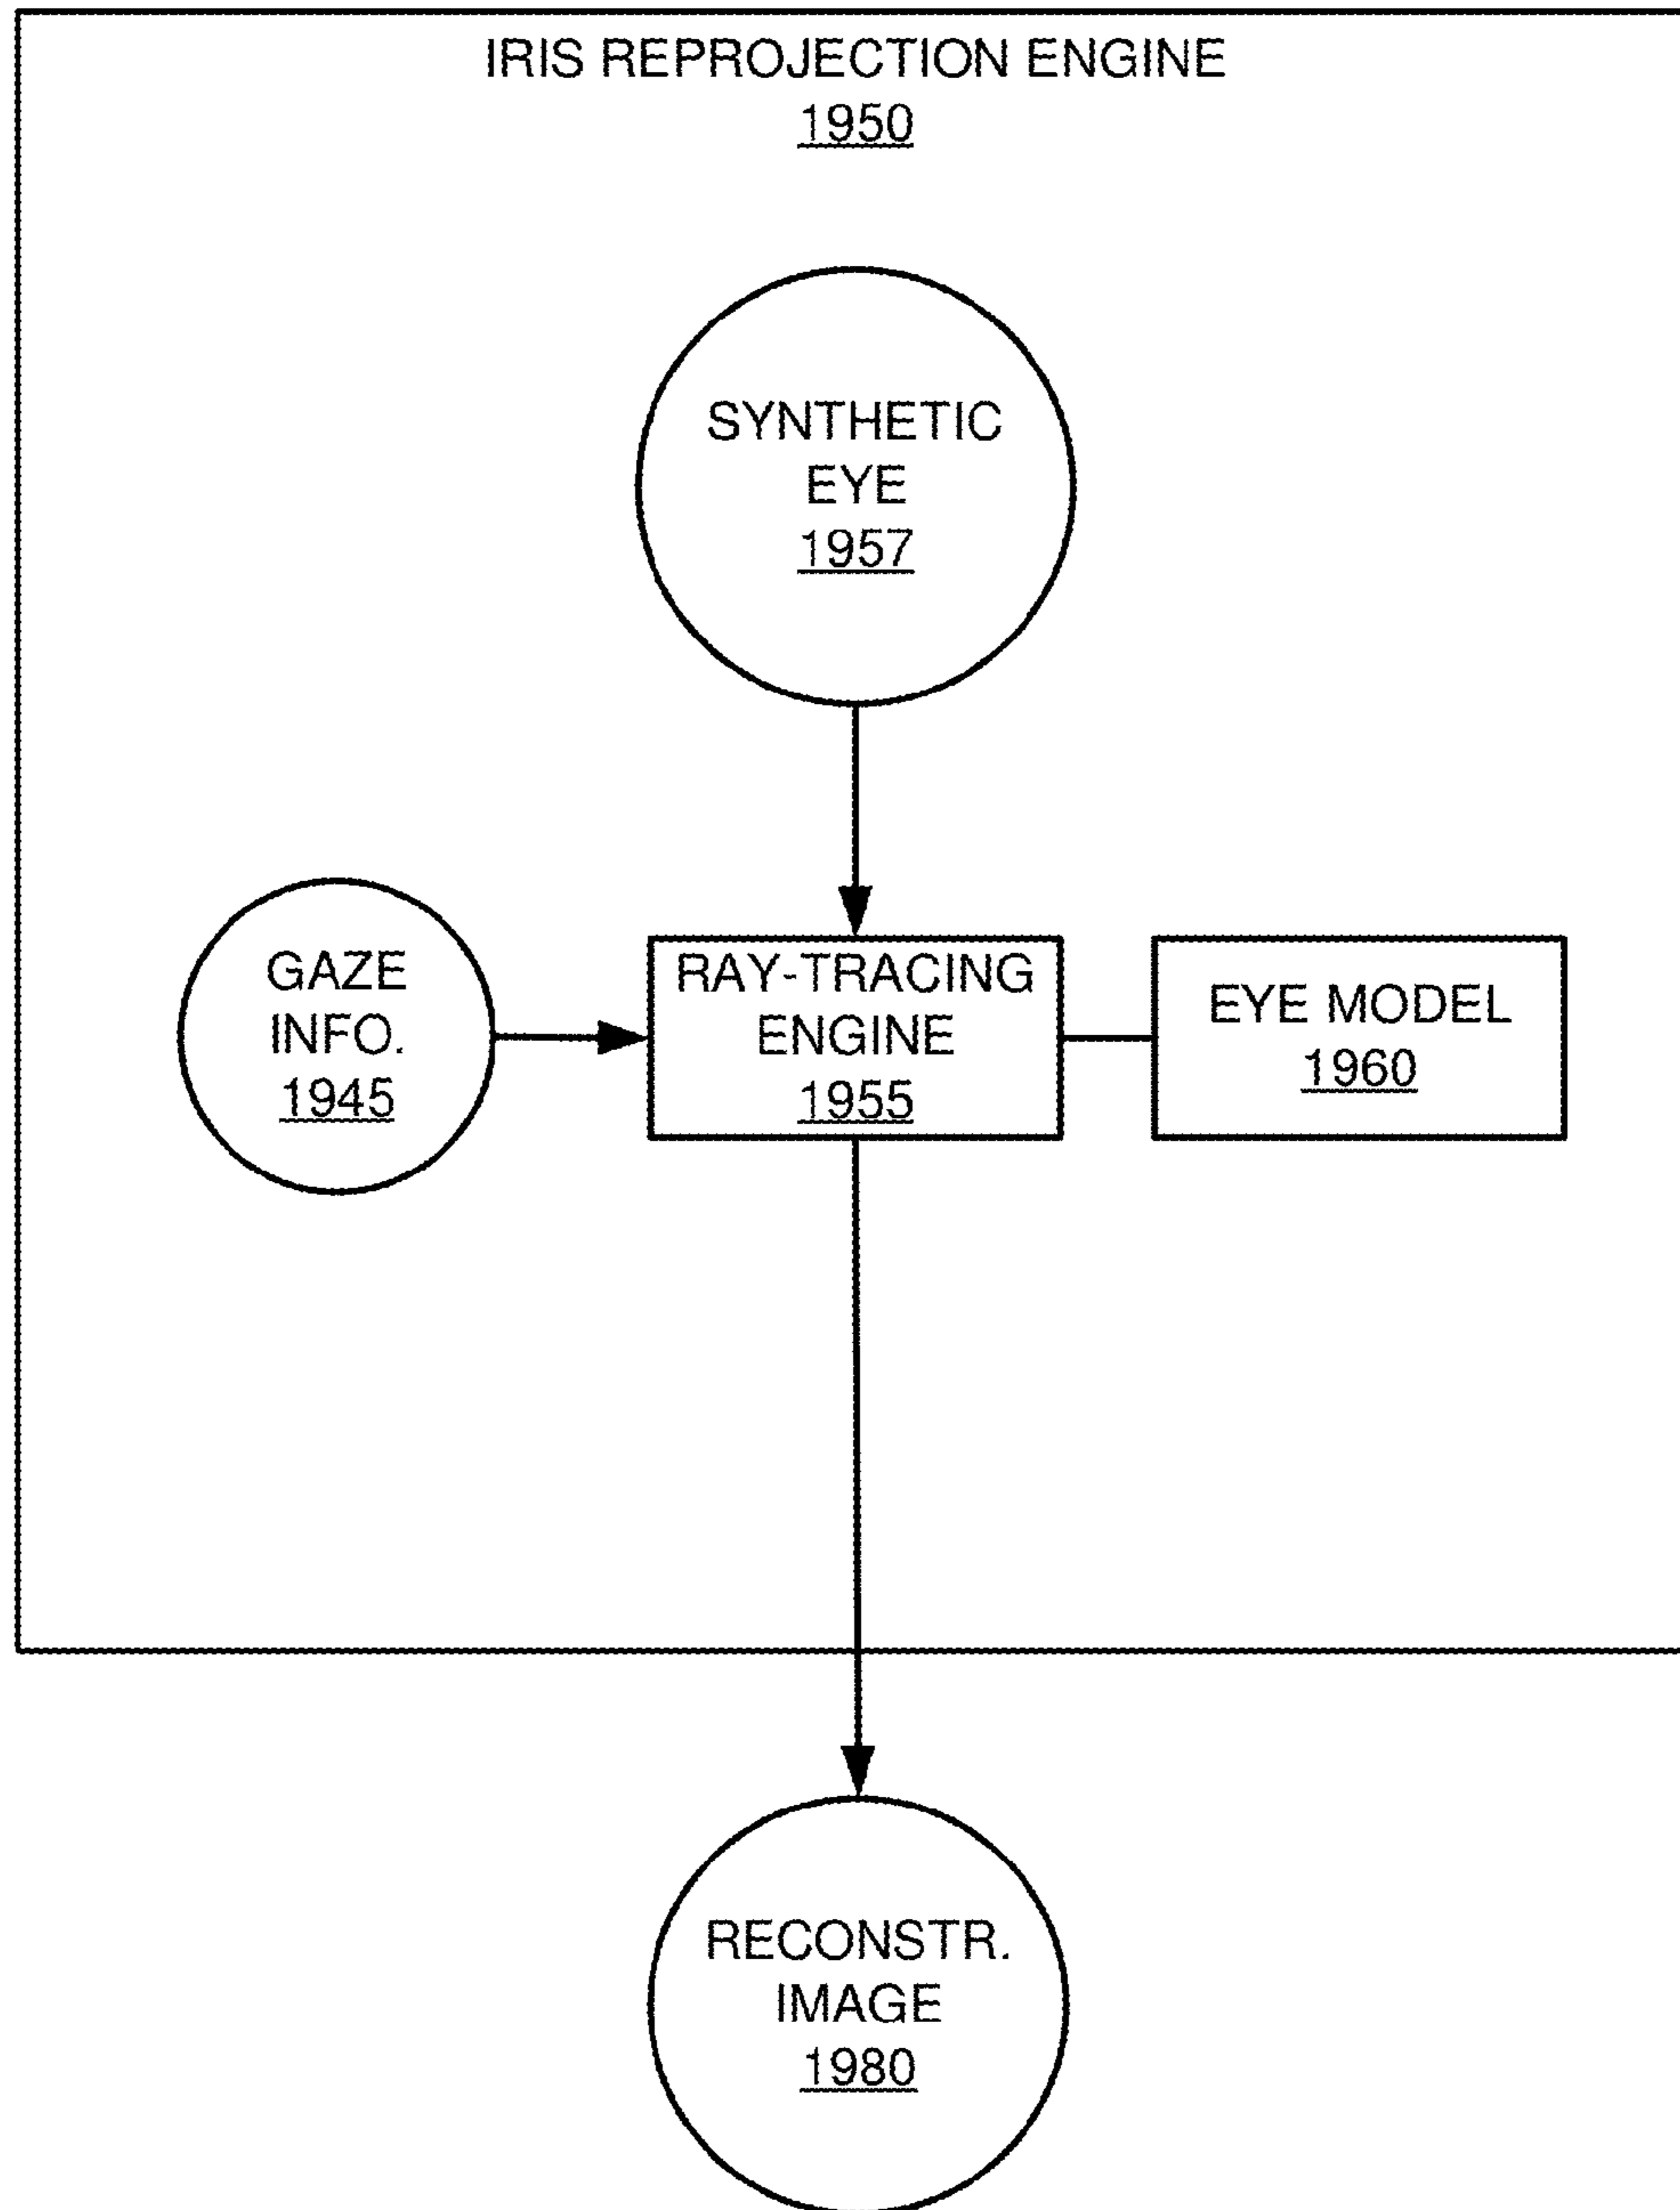 IRIS REPROJECTION ENGINE
1950
SYNTHETIC
EYE
1957
GAZE
INFO.
1945
RAY-TRACING
ENGINE
1955
EYE MODEL
1960
RECONSTR.
IMAGE
1980